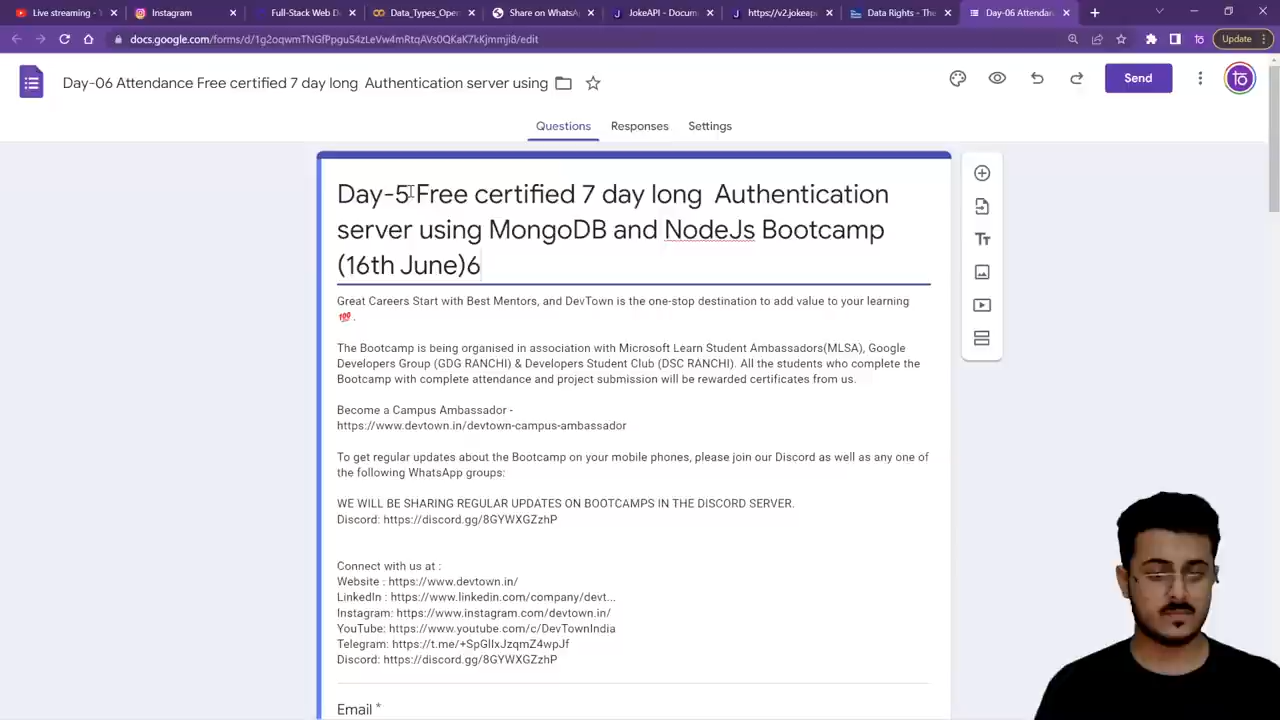 Live streaming - 
Instagram
Full-Stack Web D
Data_Types_Oper
Share on WhatsA
JokeAPI - Docum
https://v2.jokeap
Data Rights - The
Day-06 Attendan
docs.google.com/forms/d/1g2oqwmTNGfPpguS4zLeVw4mRtqAVs0QKaK7kKjmmji8/edit
Update
Day-06 Attendance Free certified 7 day long Authentication server using
Send
Questions
Responses
Settings
Day-5 Free certified 7 day long Authentication
server using MongoDB and NodeJs Bootcamp
(16th June)6
Great Careers Start with Best Mentors, and DevTown is the one-stop destination to add value to your learning
💯 .
The Bootcamp is being organised in association with Microsoft Learn Student Ambassadors(MLSA), Google
Developers Group (GDG RANCHI) & Developers Student Club (DSC RANCHI). All the students who complete the
Bootcamp with complete attendance and project submission will be rewarded certificates from us.
Become a Campus Ambassador -
https://www.devtown.in/devtown-campus-ambassador
To get regular updates about the Bootcamp on your mobile phones, please join our Discord as well as any one of
the following WhatsApp groups:
WE WILL BE SHARING REGULAR UPDATES ON BOOTCAMPS IN THE DISCORD SERVER.
Discord: https://discord.gg/8GYWXGZzhP
Connect with us at :
Website : https://www.devtown.in/
LinkedIn : https://www.linkedin.com/company/devt...
Instagram: https://www.instagram.com/devtown.in/
YouTube: https://www.youtube.com/c/DevTownIndia
Telegram: https://t.me/+SpGllxJzqmZ4wpJf
Discord: https://discord.gg/8GYWXGZzhP
Email *